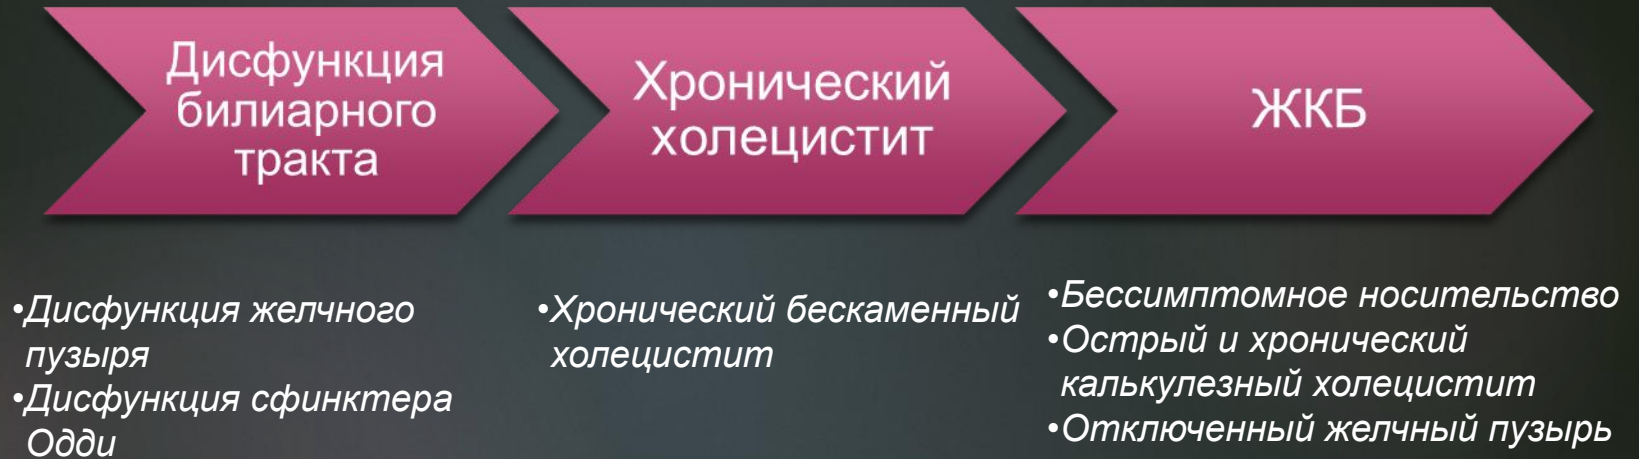 Дисфункция
билиарного
тракта
Хронический
холецистит
ЖКБ
•Дисфункция желчного
пузыря
•Дисфункция сфинктера
Одди
•Хронический бескаменный
холецистит
•Бессимптомное носительство
•Острый и хронический
калькулезный холецистит
•Отключенный желчный пузырь